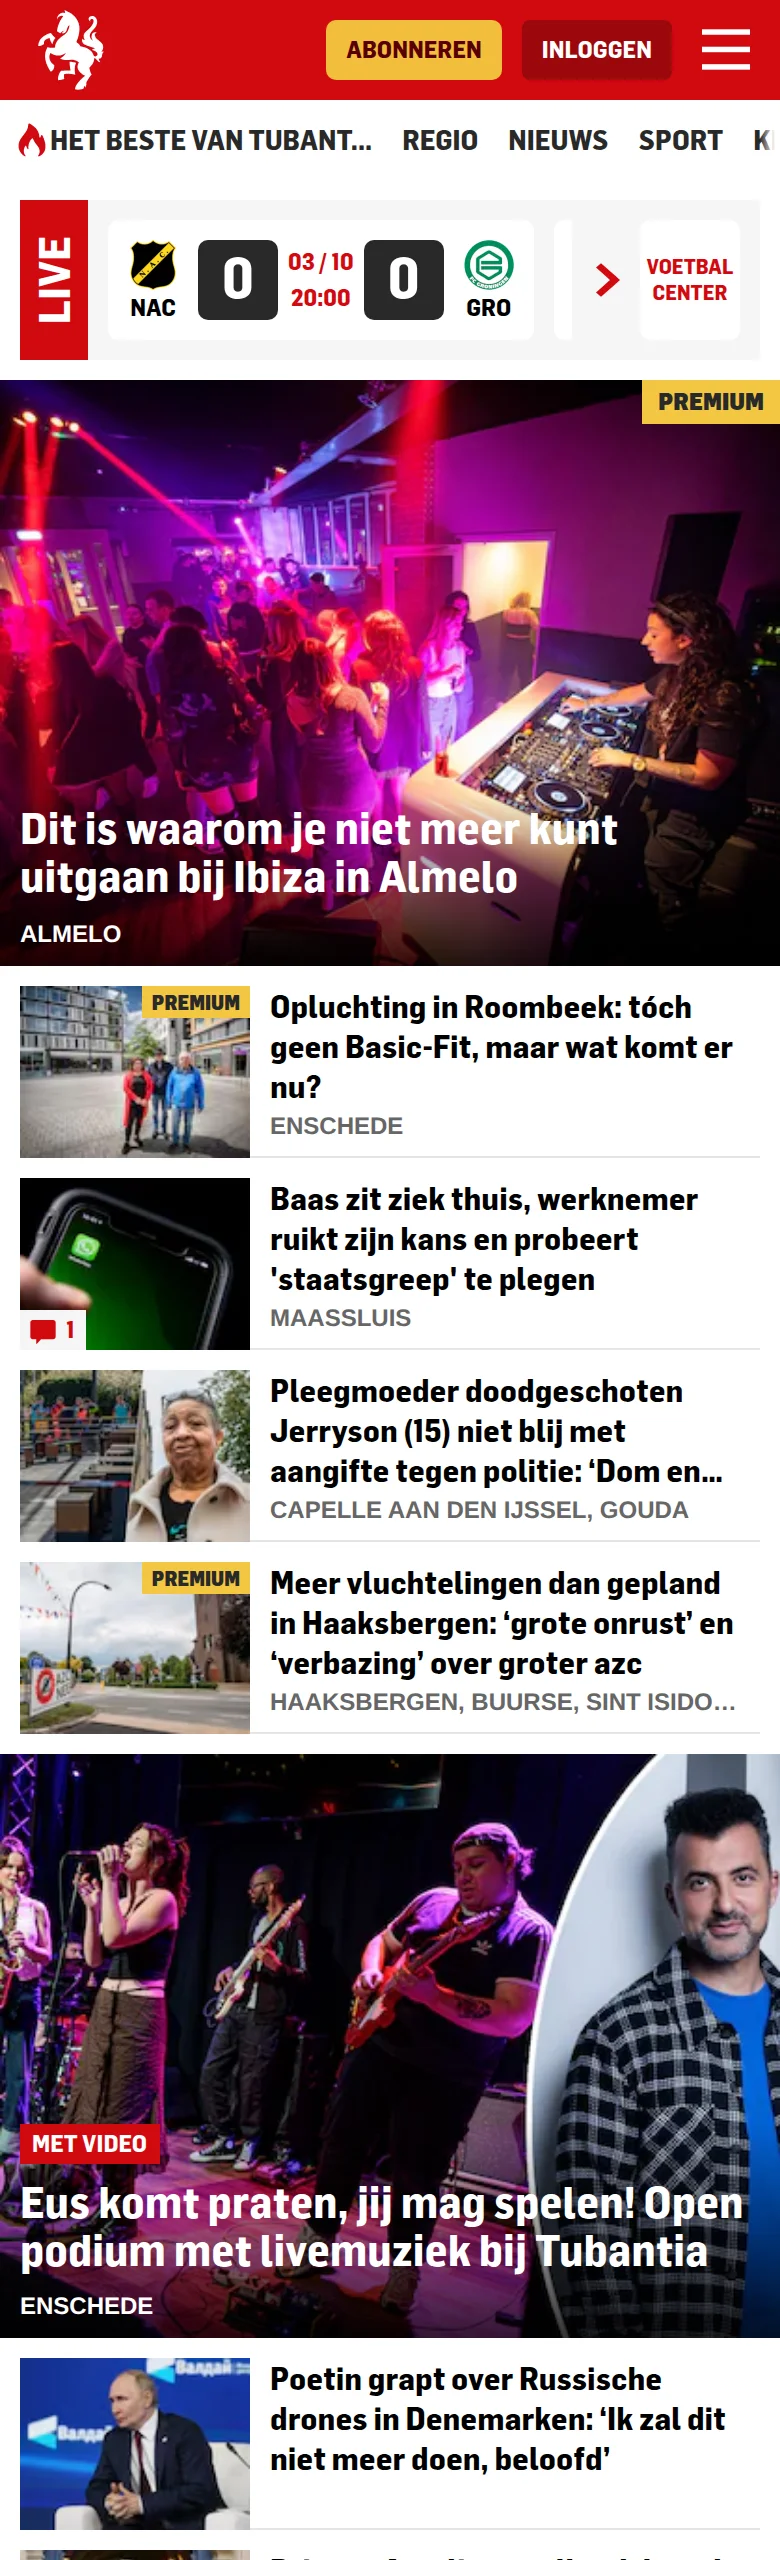 ABONNEREN
INLOGGEN
HET BESTE VAN TUBANT... REGIO NIEUWS SPORT
LIVE
NAC
0
03 / 10
20:00
0
GRO
VOETBAL
CENTER
PREMIUM
Dit is waarom je niet meer kunt
uitgaan bij Ibiza in Almelo
ALMELO
PREMIUM
Opluchting in Roombeek: tóch
geen Basic-Fit, maar wat komt er
nu?
ENSCHEDE
Baas zit ziek thuis, werknemer
ruikt zijn kans en probeert
'staatsgreep' te plegen
MAASSLUIS
1
Pleegmoeder doodgeschoten
Jerryson (15) niet blij met
aangifte tegen politie: ‘Dom en...
CAPELLE AAN DEN IJSSEL, GOUDA
PREMIUM
Meer vluchtelingen dan gepland
in Haaksbergen: ‘grote onrust’ en
‘verbazing’ over groter azc
HAAKSBERGEN, BUURSE, SINT ISIDO...
MET VIDEO
Eus komt praten, jij mag spelen! Open
podium met livemuziek bij Tubantia
ENSCHEDE
Валдай
Poetin grapt over Russische
drones in Denemarken: ‘Ik zal dit
niet meer doen, beloofd’